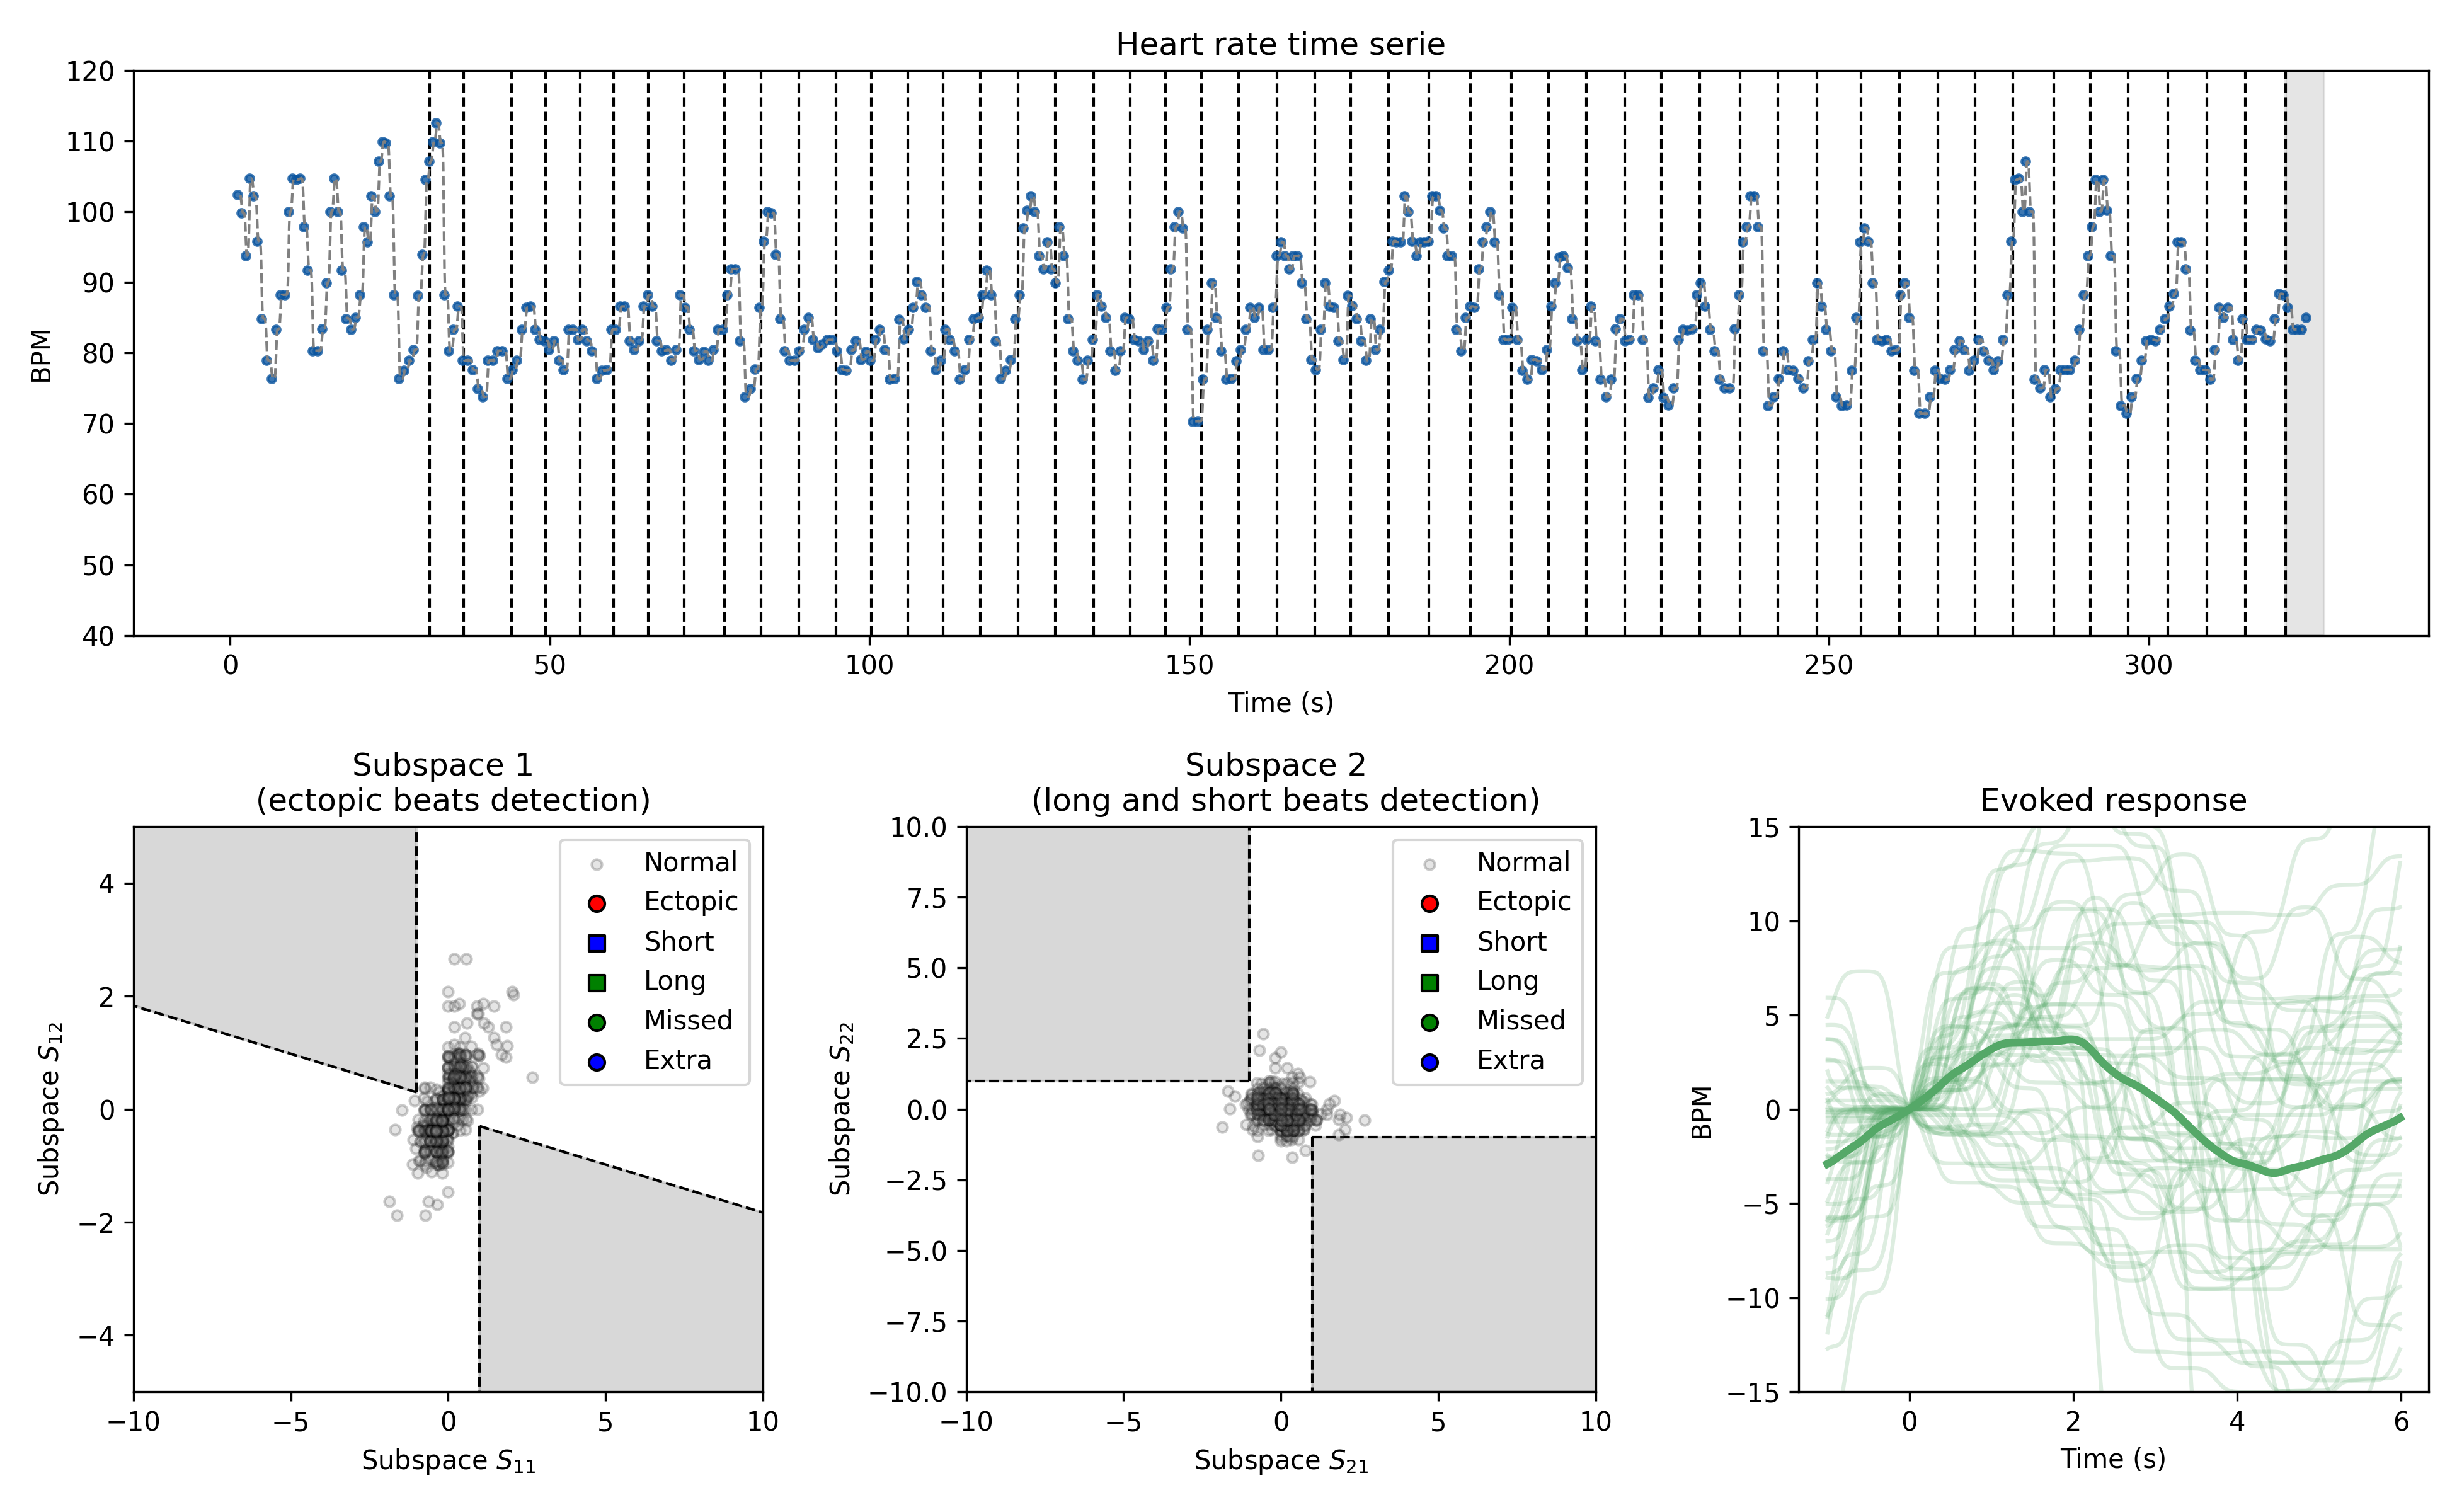 Heart rate time serie
120
110
100
90
80
70
60
50
40
BPM
0 50 100 150 200 250 300
Time (s)
Subspace 1
(ectopic beats detection)
4
2
0
−2
−4
Subspace S12
Normal
Ectopic
Short
Long
Missed
Extra
−10 −5 0 5 10
Subspace S11
Subspace 2
(long and short beats detection)
10.0
7.5
5.0
2.5
0.0
−2.5
−5.0
−7.5
−10.0
Subspace S22
Normal
Ectopic
Short
Long
Missed
Extra
−10 −5 0 5 10
Subspace S21
Evoked response
15
10
5
0
−5
−10
−15
BPM
0 2 4 6
Time (s)